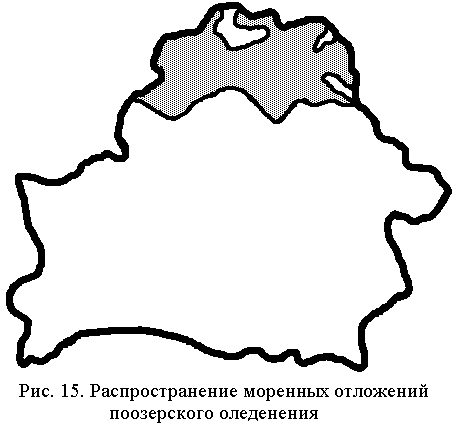 Рис. 15. Распространение моренных отложений
поозерского оледенения